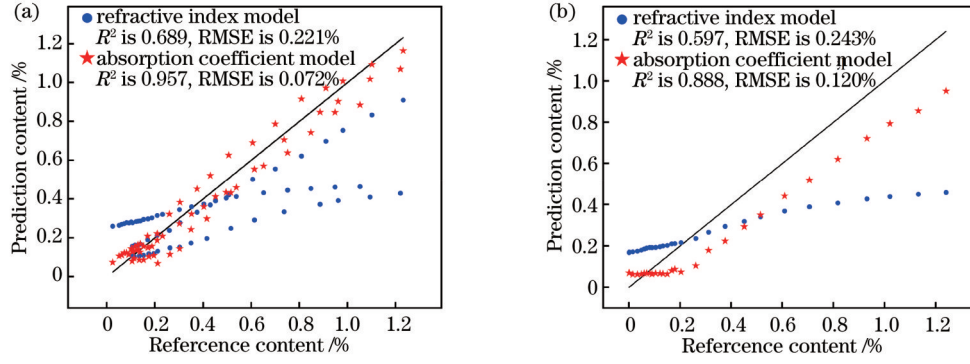 (a)
refractive index model
R² is 0.689, RMSE is 0.221%
absorption coefficient model
R² is 0.957, RMSE is 0.072%
1.2
1.0
0.8
0.6
0.4
0.2
0
Prediction content /%
0 0.2 0.4 0.6 0.8 1.0 1.2
Refercence content /%
(b)
refractive index model
R² is 0.597, RMSE is 0.243%
absorption coefficient model
R² is 0.888, RMSE is 0.120%
1.2
1.0
0.8
0.6
0.4
0.2
0
Prediction content /%
0 0.2 0.4 0.6 0.8 1.0 1.2
Refercence content /%